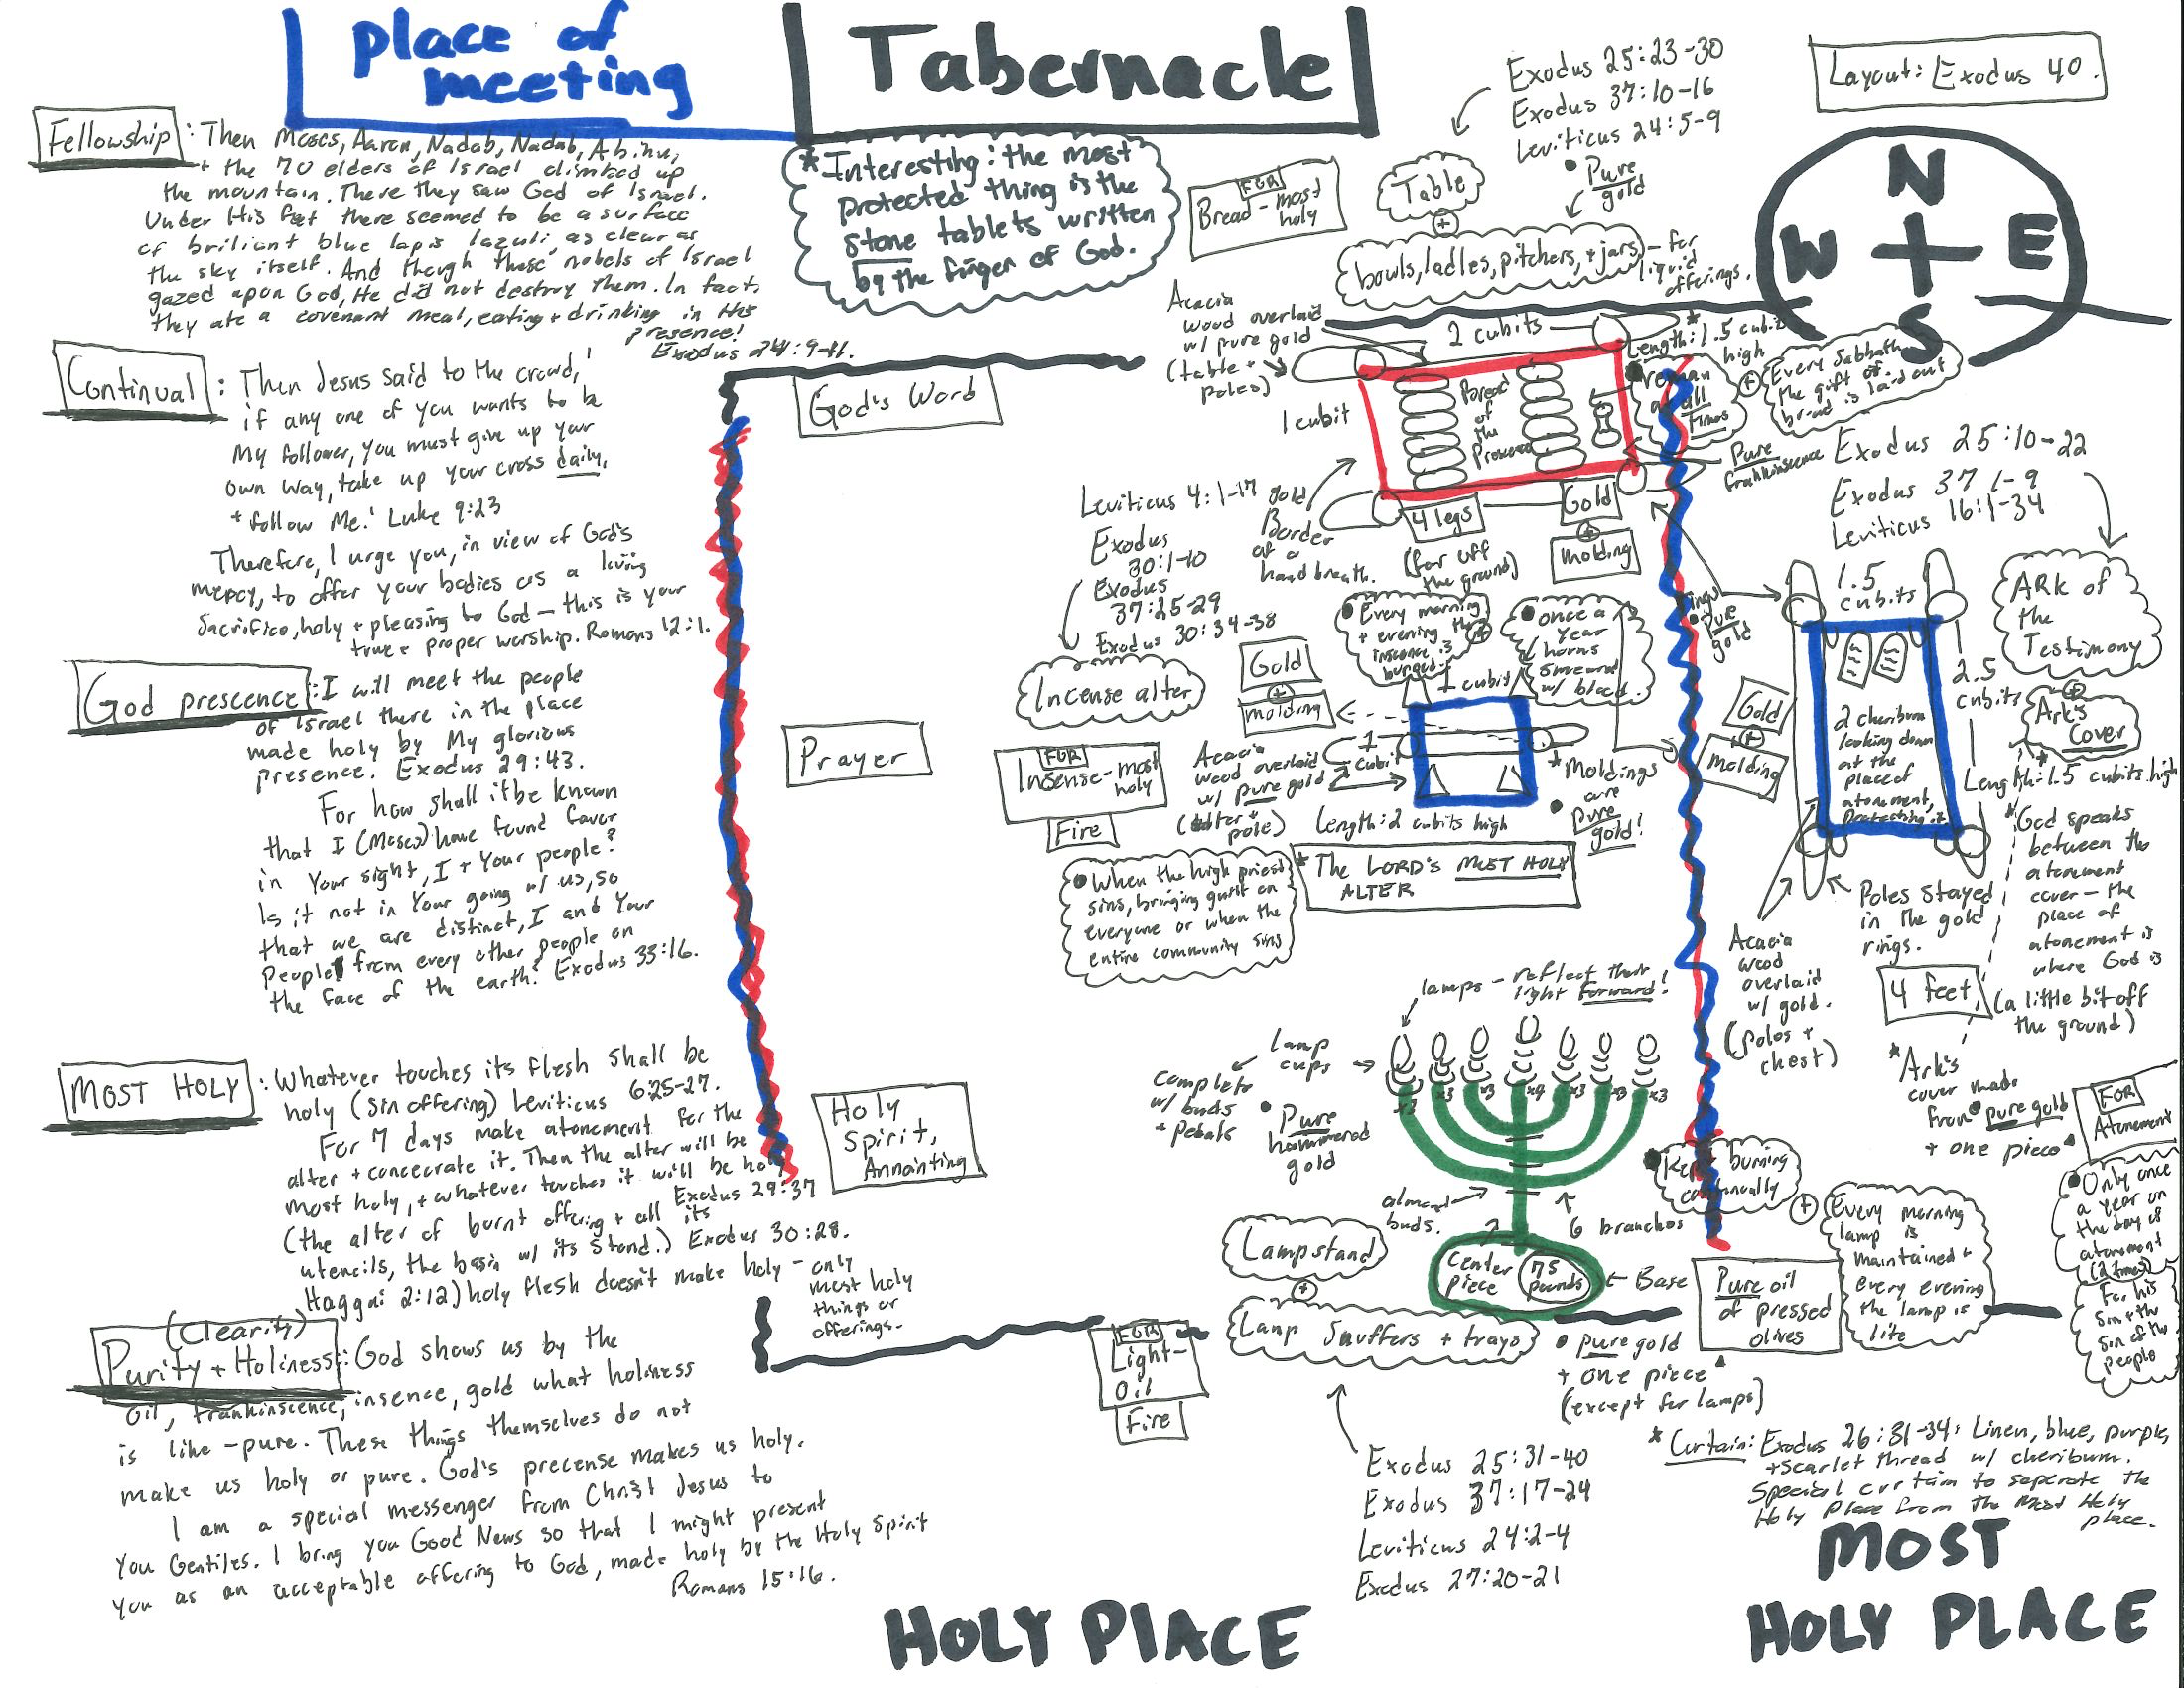 Place of
meeting
Tabernacle
Fellowship
: Then Moses, Aaron, Nadab, Nadab, Abihu,
+ the 70 elders of Israel climbed up
the mountain. There they saw God of Israel.
Under His feet there seemed to be a surface
of briliant blue lapis lazuli, as clear as
the sky itself. And though these nobels of Israel
gazed upon God, He did not destroy them. In fact,
they ate a covenant meal, eating + drinking in His
presence!
Exodus 24:9-11.
Continual
: Then Jesus said to the crowd,
if any one of you wants to be
My follower, you must give up your
own way, take up your cross daily,
+ follow Me.' Luke 9:23
Therefore, I urge you, in view of God's
mercy, to offer your bodies as a living
Sacrifice, holy + pleasing to God - this is your
true + proper worship. Romans 12:1.
God prescence
: I will meet the people
of Israel there in the place
made holy by My glorious
presence. Exodus 29:43.
For how shall it be known
that I (Moses) have found favor
in Your sight, I + Your people?
Is it not in Your going w/ us, so
that we are distinct, I and Your
People from every other people on
the face of the earth? Exodus 33:16.
MOST HOLY
: Whatever touches its flesh shall be
holy (sin offering) Leviticus 6:25-27.
For 7 days make atonement for the
alter + concecrate it. Then the alter will be
most holy, + whatever touches it will be holy
Exodus 29:37
(the alter of burnt offering + all its
utencils, the basin w/ its stand.) Exodus 30:28.
Haggai 2:12) holy flesh doesn't make holy - only
most holy
things or
offerings.
(Clearity)
Purity + Holiness
: God shows us by the
oil, frankinscence, insence, gold what holiness
is like - pure. These things themselves do not
make us holy or pure. God's precense makes us holy.
I am a special messenger from Christ Jesus to
you Gentiles. I bring you Good News so that I might present
you as an acceptable offering to God, made holy by the Holy Spirit
Romans 15:16.
* Interesting: the most
protected thing is the
stone tablets written
by the finger of God.
God's Word
Prayer
Holy
Spirit,
Annointing
Exodus 25:23-30
Exodus 37:10-16
Leviticus 24:5-9
• Pure
gold
Layout: Exodus 40.
N
W E
S
FOR
Bread - most
holy
Table
+
bowls, ladles, pitchers, + jars
- for
liquid
offerings.
Acacia
wood overlaid
w/ pure gold
(table +
poles)
2 cubits
* Length: 1.5 cubits
high
1 cubit
Bread
of
the
Presence
at all
times
+
Every Sabbath
the gift of
bread is laid out
Pure
frankinscence
gold
Border
of a
hand breath.
4 legs
(far off
the ground)
Gold
+
molding
Leviticus 4:1-17
Exodus
30:1-10
Exodus
37:25-29
Exodus 30:34-38
Incense alter
FOR
Insense - most
holy
Fire
Gold
+
molding
• Every morning
+ evening the
insence is
burned.
+
• once a
year
horns
smeared
w/ blood.
1 cubit
1
cubit
Acacia
wood overlaid
w/ pure gold
(alter +
pole)
Length: 2 cubits high
* Moldings
are
• pure
gold!
* The LORD's MOST HOLY
ALTER
• When the high priest
sins, bringing guilt on
everyone or when the
entire community sins
Rings
• Pure
gold
Exodus 25:10-22
Exodus 37 1-9
Leviticus 16:1-34
ARK of
the
Testimony
+
Ark's
Cover
1.5
cubits
2.5
cubits
Length: 1.5 cubits high
Gold
+
molding
2 cheribum
looking down
at the
place of
atonement,
protecting it
* God speaks
between the
atonement
cover - the
place of
atonement is
where God is
Poles stayed
in the gold
rings.
4 feet
(a little bit off
the ground)
Acacia
wood
overlaid
w/ gold.
(poles +
chest)
* Ark's
cover made
from • pure gold
+ one piece
FOR
Atonement
• Only once
a year on
the day of
atonement
(2 times)
For his
sin + the
sin of the
people
lamps - reflect their
light forward!
lamp
cups
Complete
w/ buds
+ petals
• Pure
hammered
gold
x3 x3 x3 x4 x3 x3 x3
almond
buds.
6 branches
Center
piece
75
pounds
Base
Lampstand
+
Lamp Snuffers + trays
• pure gold
+ one piece
(except for lamps)
• Kept burning
continually
+
Every morning
lamp is
maintained +
every evening
the lamp is
lite
Pure oil
of pressed
olives
FOR
Light-
oil
Fire
Exodus 25:31-40
Exodus 37:17-24
Leviticus 24:2-4
Exodus 27:20-21
* Curtain: Exodus 26:31-34: Linen, blue, purple,
+ scarlet thread w/ cheribum.
Special curtain to seperate the
Holy Place from the Most Holy
place.
HOLY PLACE
MOST
HOLY PLACE